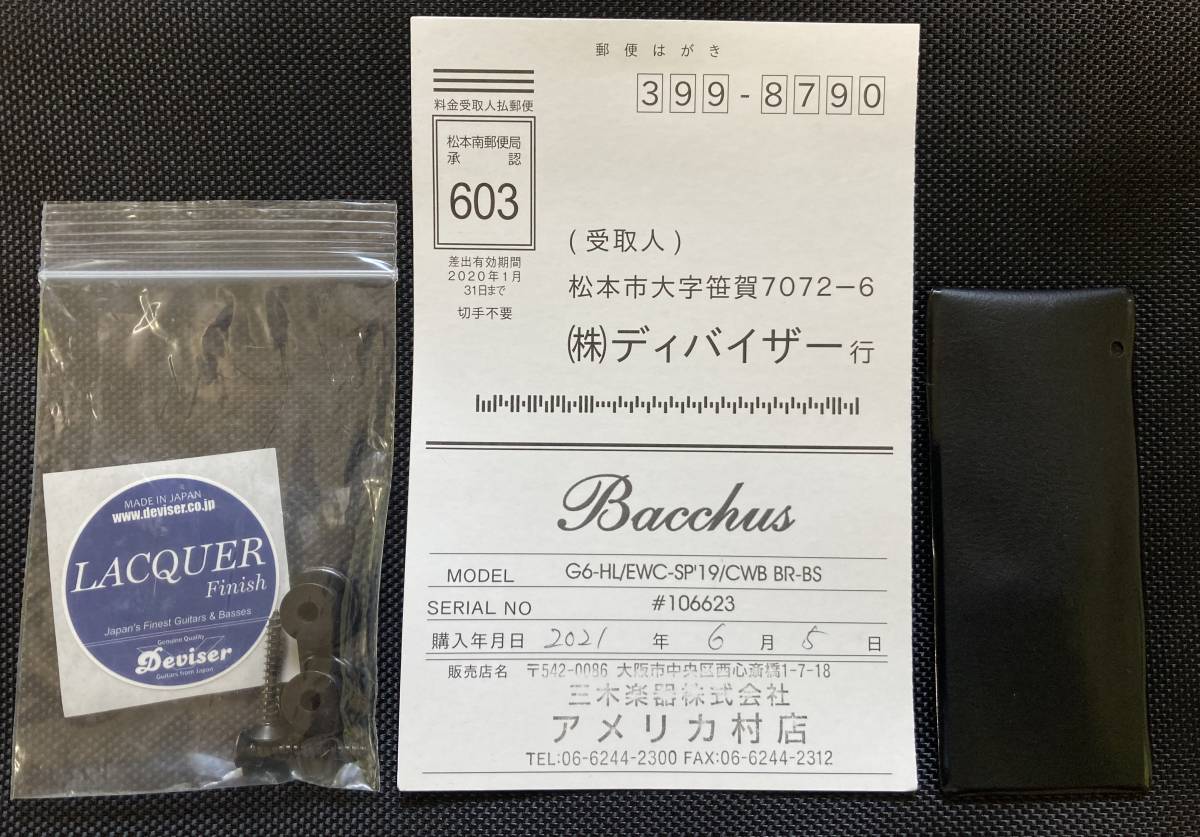 MADE IN JAPAN
www.deviser.co.jp
LACQUER
Finish
Japan's Finest Guitars & Basses
Genuine Quality
Deviser
Guitars from Japan
郵便はがき
399-8790
料金受取人払郵便
松本南郵便局
承認
603
差出有効期間
2020年1月
31日まで
切手不要
(受取人)
松本市大字笹賀7072-6
㈱ディバイザー行
Bacchus
MODEL G6-HL/EWC-SP'19/CWB BR-BS
SERIAL NO #106623
購入年月日 2021 年 6 月 5 日
販売店名 〒542-0086 大阪市中央区西心斎橋1-7-18
三木楽器株式会社
アメリカ村店
TEL:06-6244-2300 FAX:06-6244-2312